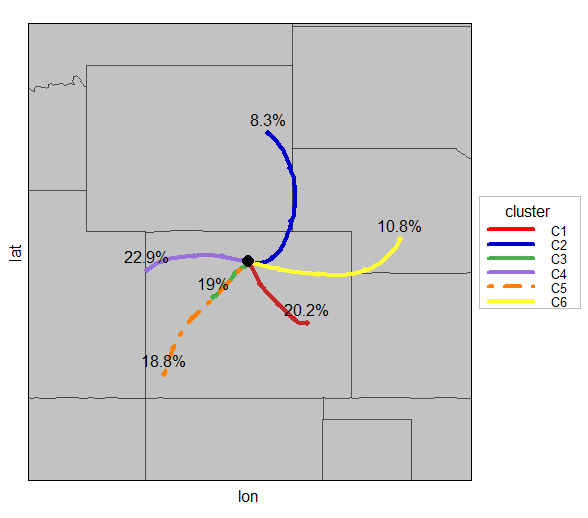 8.3%
10.8%
22.9%
19%
20.2%
18.8%
lat
lon
cluster
C1
C2
C3
C4
C5
C6